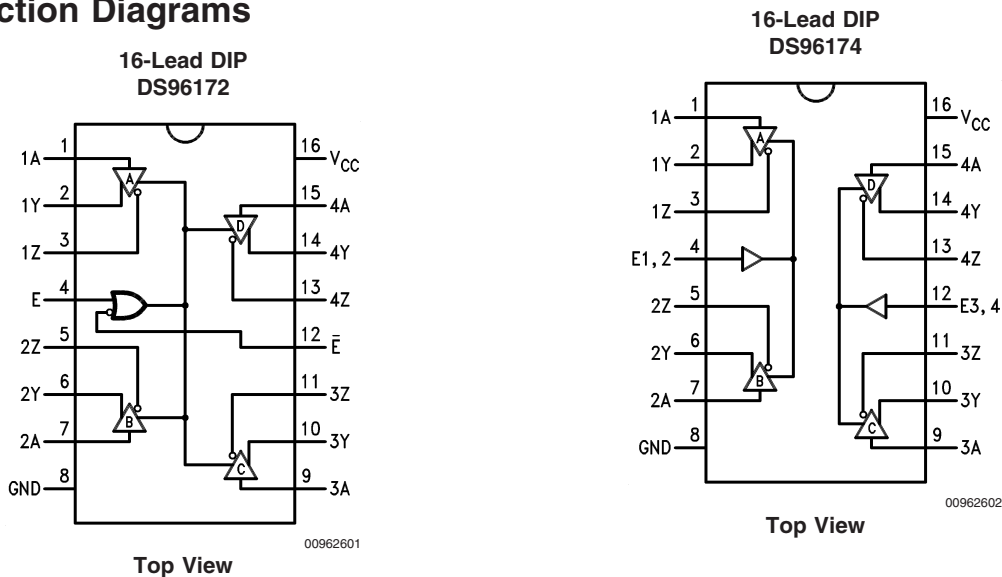 ction Diagrams
16-Lead DIP
DS96172
1A 1
2 1Y
3 1Z
4 E
5 2Z
6 2Y
7 2A
8 GND
16 VCC
15 4A
14 4Y
13 4Z
12 Ē
11 3Z
10 3Y
9 3A
A
D
B
C
00962601
Top View
16-Lead DIP
DS96174
1A 1
1Y 2
1Z 3
E1, 2 4
2Z 5
2Y 6
2A 7
GND 8
16 VCC
15 4A
14 4Y
13 4Z
12 E3, 4
11 3Z
10 3Y
9 3A
A
D
B
C
00962602
Top View